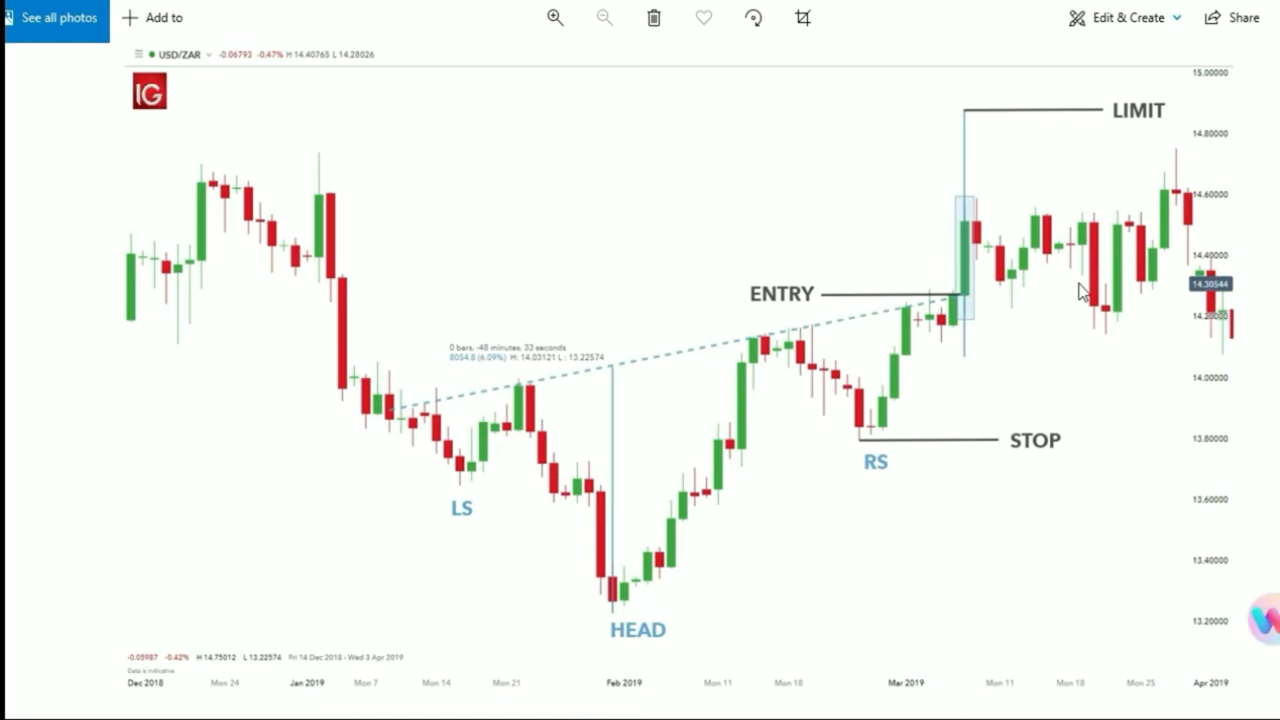 See all photos
Add to
Edit & Create
Share
USD/ZAR -0.06793 -0.47% H 14.40765 L 14.28026
IG
15.00000
LIMIT
14.80000
14.60000
14.40000
ENTRY
14.30544
14.20000
0 bars, -48 minutes, 33 seconds
8054.8 (6.09%) H: 14.03121 L: 13.22574
14.00000
STOP
13.80000
RS
LS
13.60000
13.40000
13.20000
HEAD
-0.05987 -0.42% H 14.75012 L 13.22574 Fri 14 Dec 2018 - Wed 3 Apr 2019
Data is indicative
Dec 2018 Mon 24 Jan 2019 Mon 7 Mon 14 Mon 21 Feb 2019 Mon 11 Mon 18 Mar 2019 Mon 11 Mon 18 Mon 25 Apr 2019